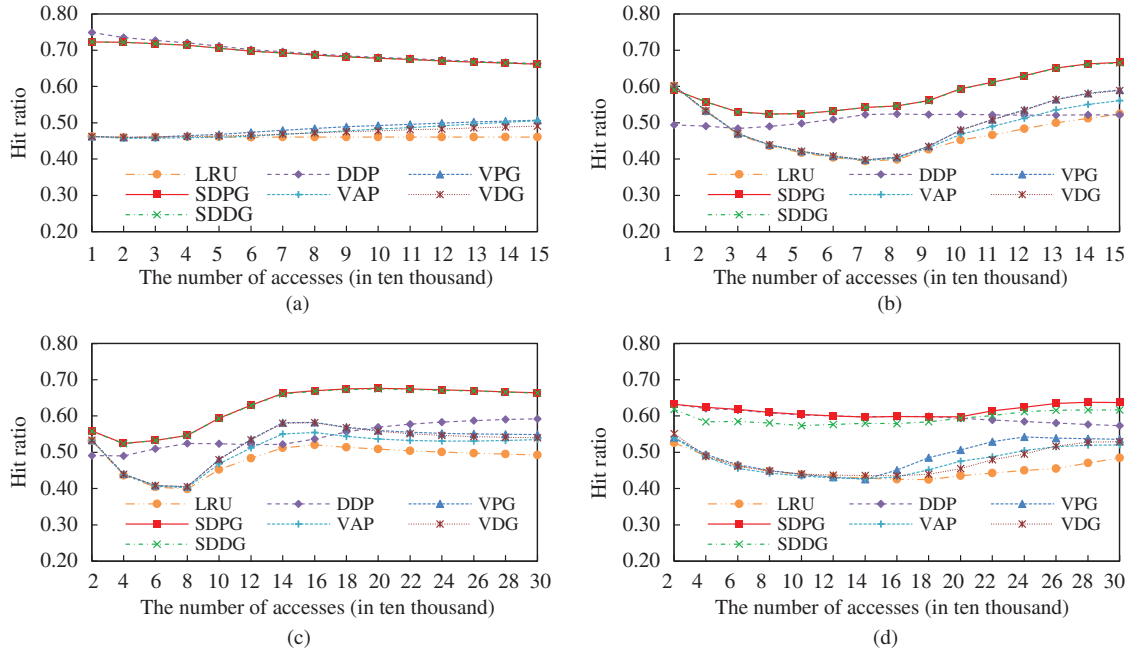 0.80
0.70
0.60
0.50
0.40
0.30
0.20
Hit ratio
LRU DDP VPG
SDPG VAP VDG
SDDG
1 2 3 4 5 6 7 8 9 10 11 12 13 14 15
The number of accesses (in ten thousand)
(a)
0.80
0.70
0.60
0.50
0.40
0.30
0.20
Hit ratio
LRU DDP VPG
SDPG VAP VDG
SDDG
1 2 3 4 5 6 7 8 9 10 11 12 13 14 15
The number of accesses (in ten thousand)
(b)
0.80
0.70
0.60
0.50
0.40
0.30
0.20
Hit ratio
LRU DDP VPG
SDPG VAP VDG
SDDG
2 4 6 8 10 12 14 16 18 20 22 24 26 28 30
The number of accesses (in ten thousand)
(c)
0.80
0.70
0.60
0.50
0.40
0.30
0.20
Hit ratio
LRU DDP VPG
SDPG VAP VDG
SDDG
2 4 6 8 10 12 14 16 18 20 22 24 26 28 30
The number of accesses (in ten thousand)
(d)